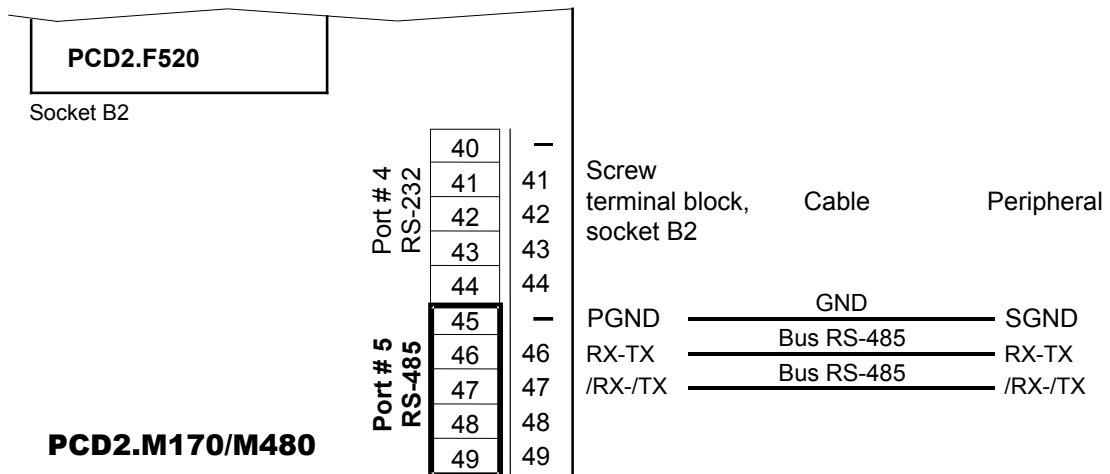 PCD2.F520
Socket B2
Port # 4
RS-232
40 –
41 41
42 42
43 43
44 44
Screw
terminal block,
socket B2
Cable
Peripheral
Port # 5
RS-485
45 –
46 46
47 47
48 48
49 49
PGND GND SGND
RX-TX Bus RS-485 RX-TX
/RX-/TX Bus RS-485 /RX-/TX
PCD2.M170/M480